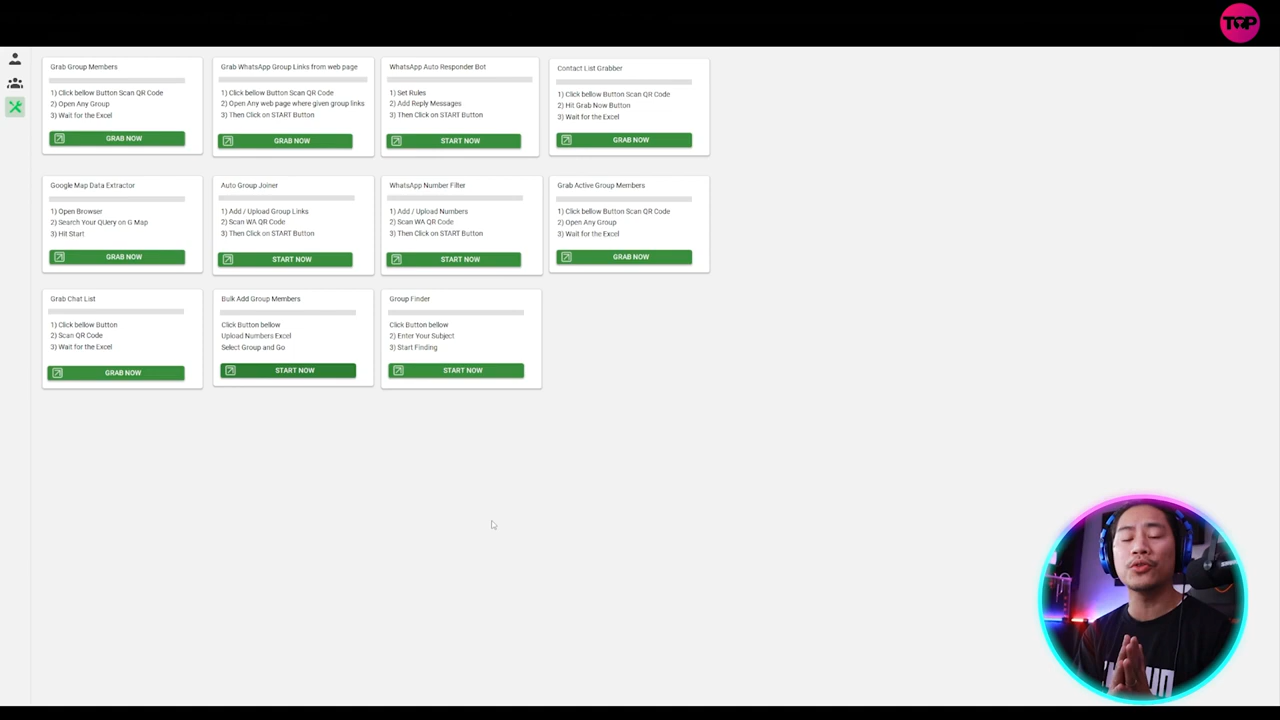 TOP
Grab Group Members
1) Click bellow Button Scan QR Code
2) Open Any Group
3) Wait for the Excel
GRAB NOW
Grab WhatsApp Group Links from web page
1) Click bellow Button Scan QR Code
2) Open Any web page where given group links
3) Then Click on START Button
GRAB NOW
WhatsApp Auto Responder Bot
1) Set Rules
2) Add Reply Messages
3) Then Click on START Button
START NOW
Contact List Grabber
1) Click bellow Button Scan QR Code
2) Hit Grab Now Button
3) Wait for the Excel
GRAB NOW
Google Map Data Extractor
1) Open Browser
2) Search Your QUery on G Map
3) Hit Start
GRAB NOW
Auto Group Joiner
1) Add / Upload Group Links
2) Scan WA QR Code
3) Then Click on START Button
START NOW
WhatsApp Number Filter
1) Add / Upload Numbers
2) Scan WA QR Code
3) Then Click on START Button
START NOW
Grab Active Group Members
1) Click bellow Button Scan QR Code
2) Open Any Group
3) Wait for the Excel
GRAB NOW
Grab Chat List
1) Click bellow Button
2) Scan QR Code
3) Wait for the Excel
GRAB NOW
Bulk Add Group Members
Click Button bellow
Upload Numbers Excel
Select Group and Go
START NOW
Group Finder
Click Button bellow
2) Enter Your Subject
3) Start Finding
START NOW